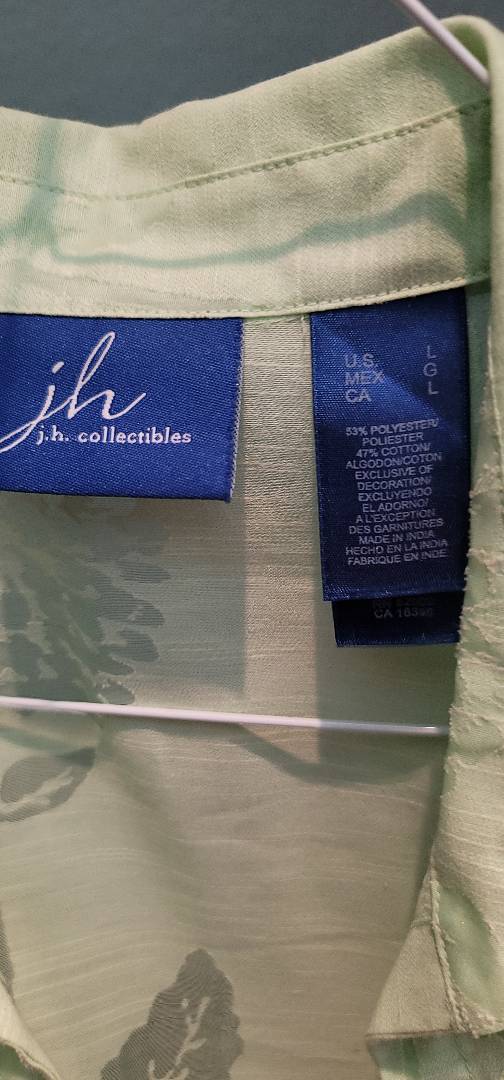 jh
j.h. collectibles
U.S. L
MEX G
CA L
53% POLYESTER/
POLIESTER
47% COTTON/
ALGODON/COTON
EXCLUSIVE OF
DECORATION/
EXCLUYENDO
EL ADORNO/
A L'EXCEPTION
DES GARNITURES
MADE IN INDIA
HECHO EN LA INDIA
FABRIQUE EN INDE
CA